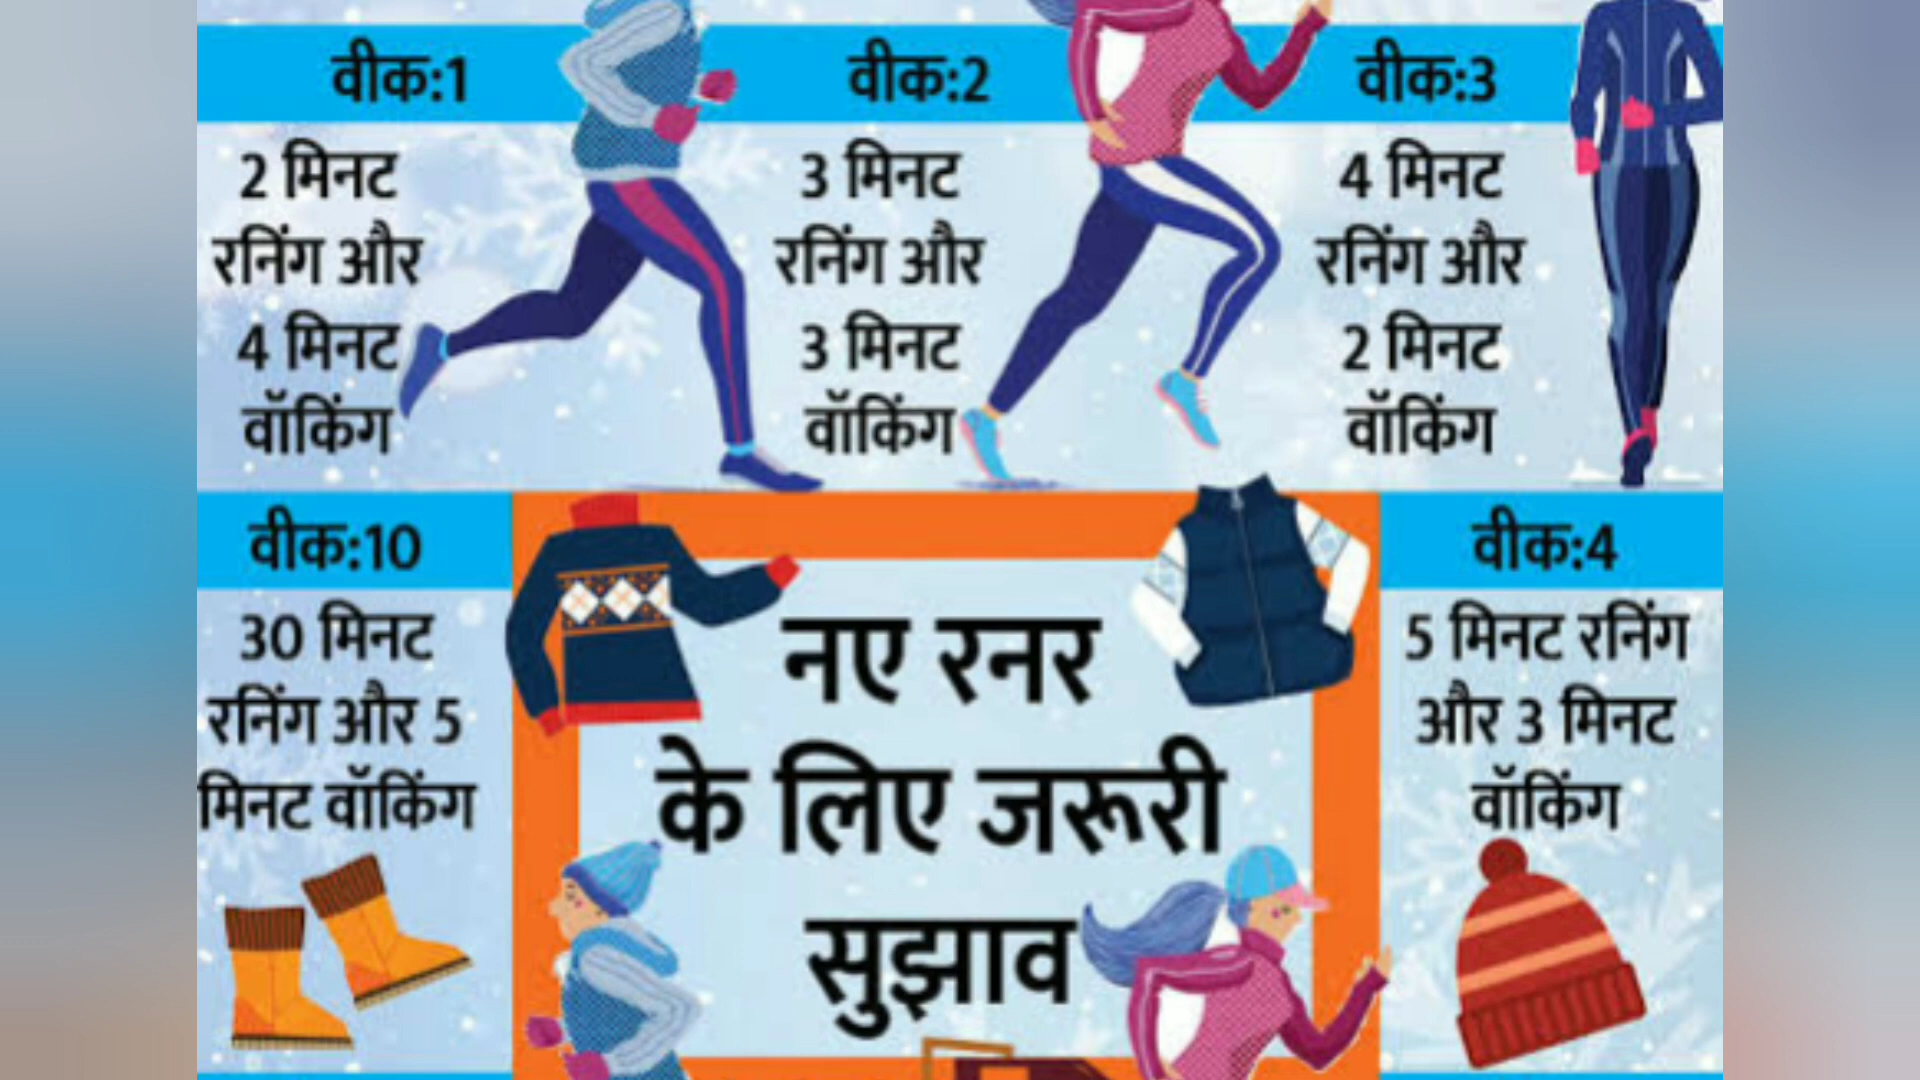 वीक:1
2 मिनट
रनिंग और
4 मिनट
वॉकिंग
वीक:2
3 मिनट
रनिंग और
3 मिनट
वॉकिंग
वीक:3
4 मिनट
रनिंग और
2 मिनट
वॉकिंग
वीक:10
30 मिनट
रनिंग और 5
मिनट वॉकिंग
नए रनर
के लिए जरूरी
सुझाव
वीक:4
5 मिनट रनिंग
और 3 मिनट
वॉकिंग